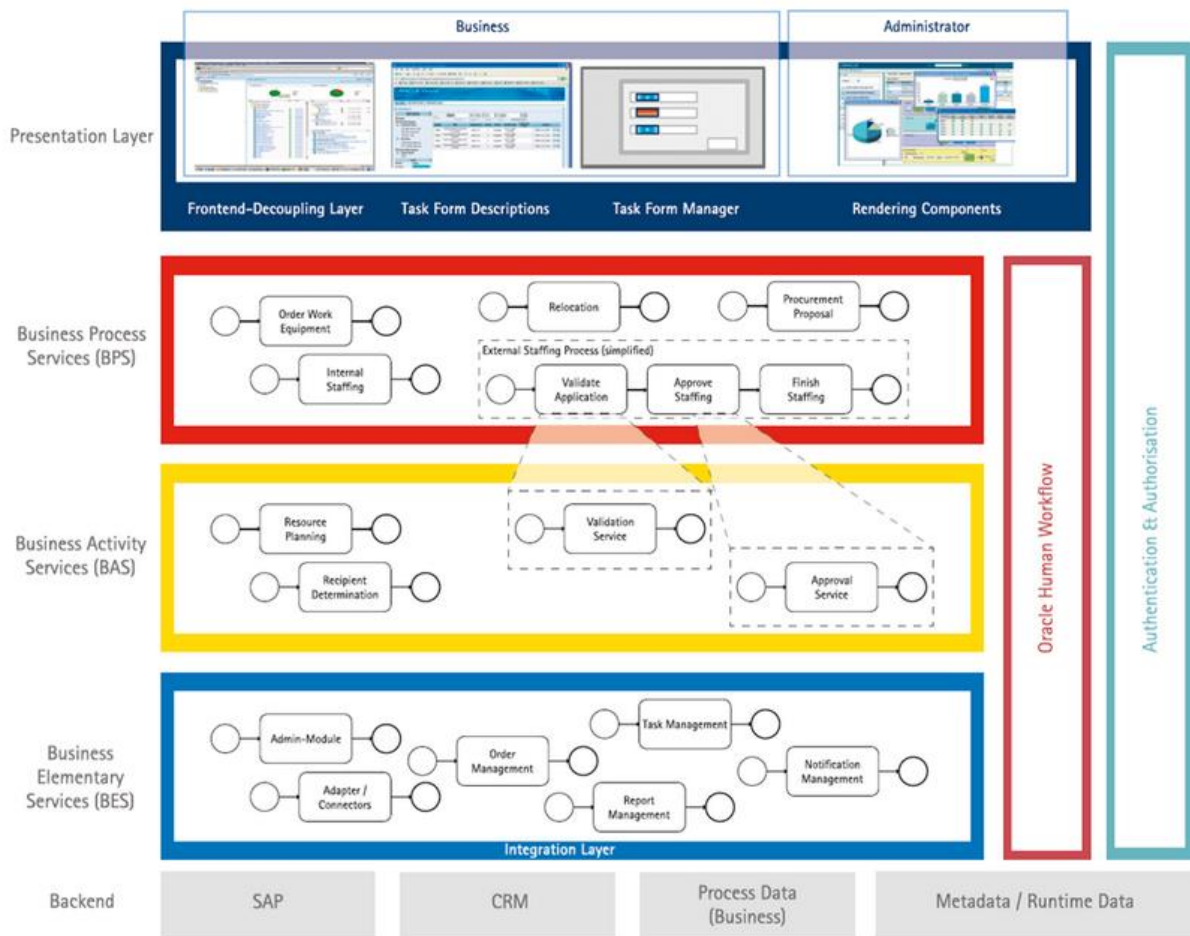 Business
Administrator
Presentation Layer
Frontend-Decoupling Layer
Task Form Descriptions
Task Form Manager
Rendering Components
Business Process
Services (BPS)
Order Work
Equipment
Relocation
Procurement
Proposal
Internal
Staffing
External Staffing Process (simplified)
Validate
Application
Approve
Staffing
Finish
Staffing
Business Activity
Services (BAS)
Resource
Planning
Validation
Service
Recipient
Determination
Approval
Service
Business
Elementary
Services (BES)
Admin-Module
Order
Management
Task Management
Notification
Management
Adapter /
Connectors
Report
Management
Integration Layer
Oracle Human Workflow
Authentication & Authorisation
Backend
SAP
CRM
Process Data
(Business)
Metadata / Runtime Data